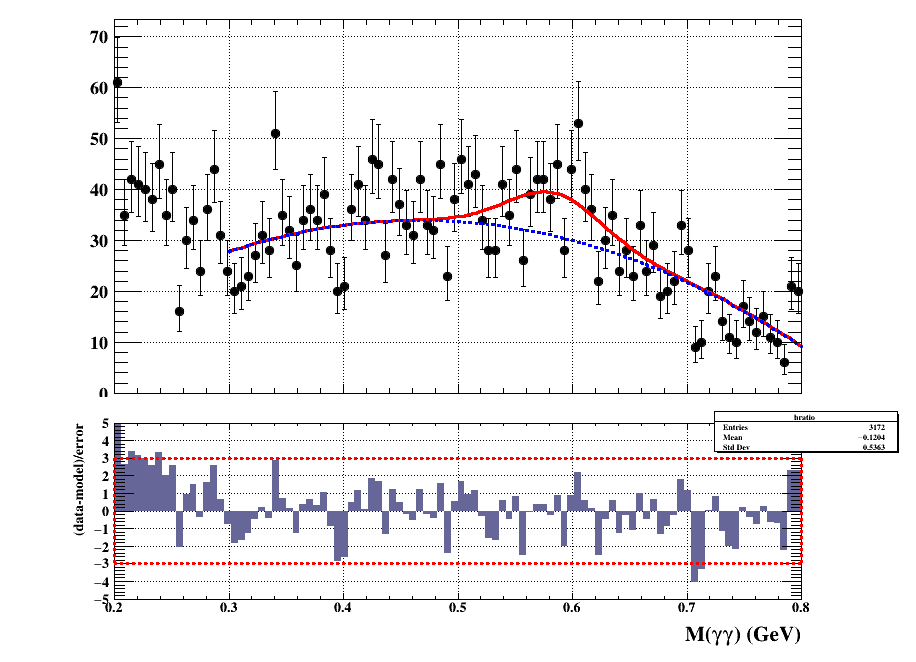 70
60
50
40
30
20
10
0
hratio
Entries 3172
Mean −0.1204
Std Dev 0.5363
(data-model)/error
5
4
3
2
1
0
−1
−2
−3
−4
−5
0.2 0.3 0.4 0.5 0.6 0.7 0.8
M(γγ) (GeV)